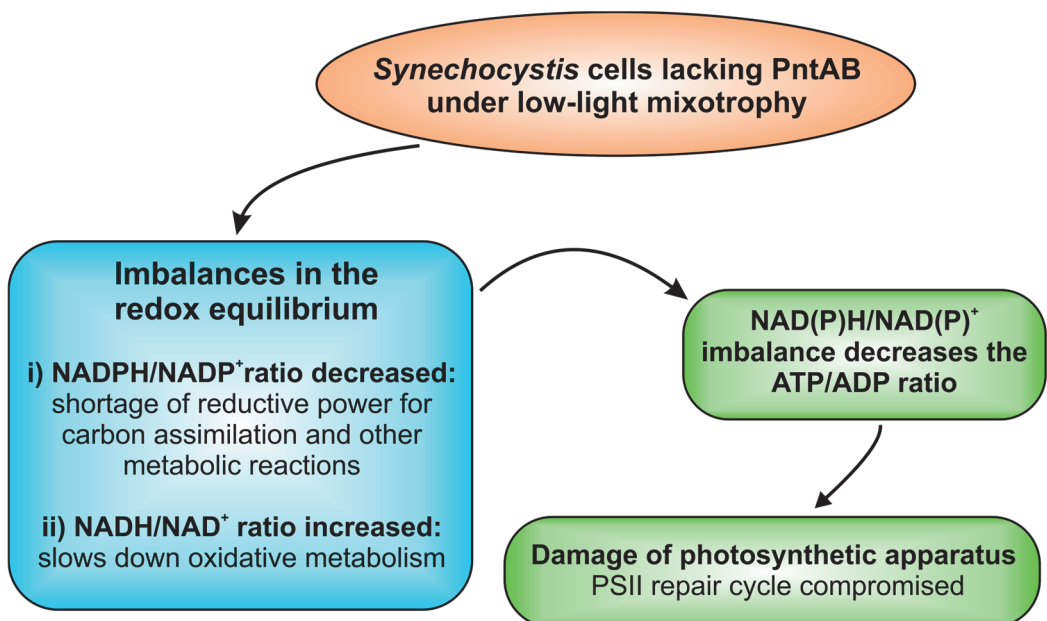 Synechocystis cells lacking PntAB
under low-light mixotrophy
Imbalances in the
redox equilibrium
i) NADPH/NADP⁺ratio decreased:
shortage of reductive power for
carbon assimilation and other
metabolic reactions
ii) NADH/NAD⁺ ratio increased:
slows down oxidative metabolism
NAD(P)H/NAD(P)⁺
imbalance decreases the
ATP/ADP ratio
Damage of photosynthetic apparatus
PSII repair cycle compromised